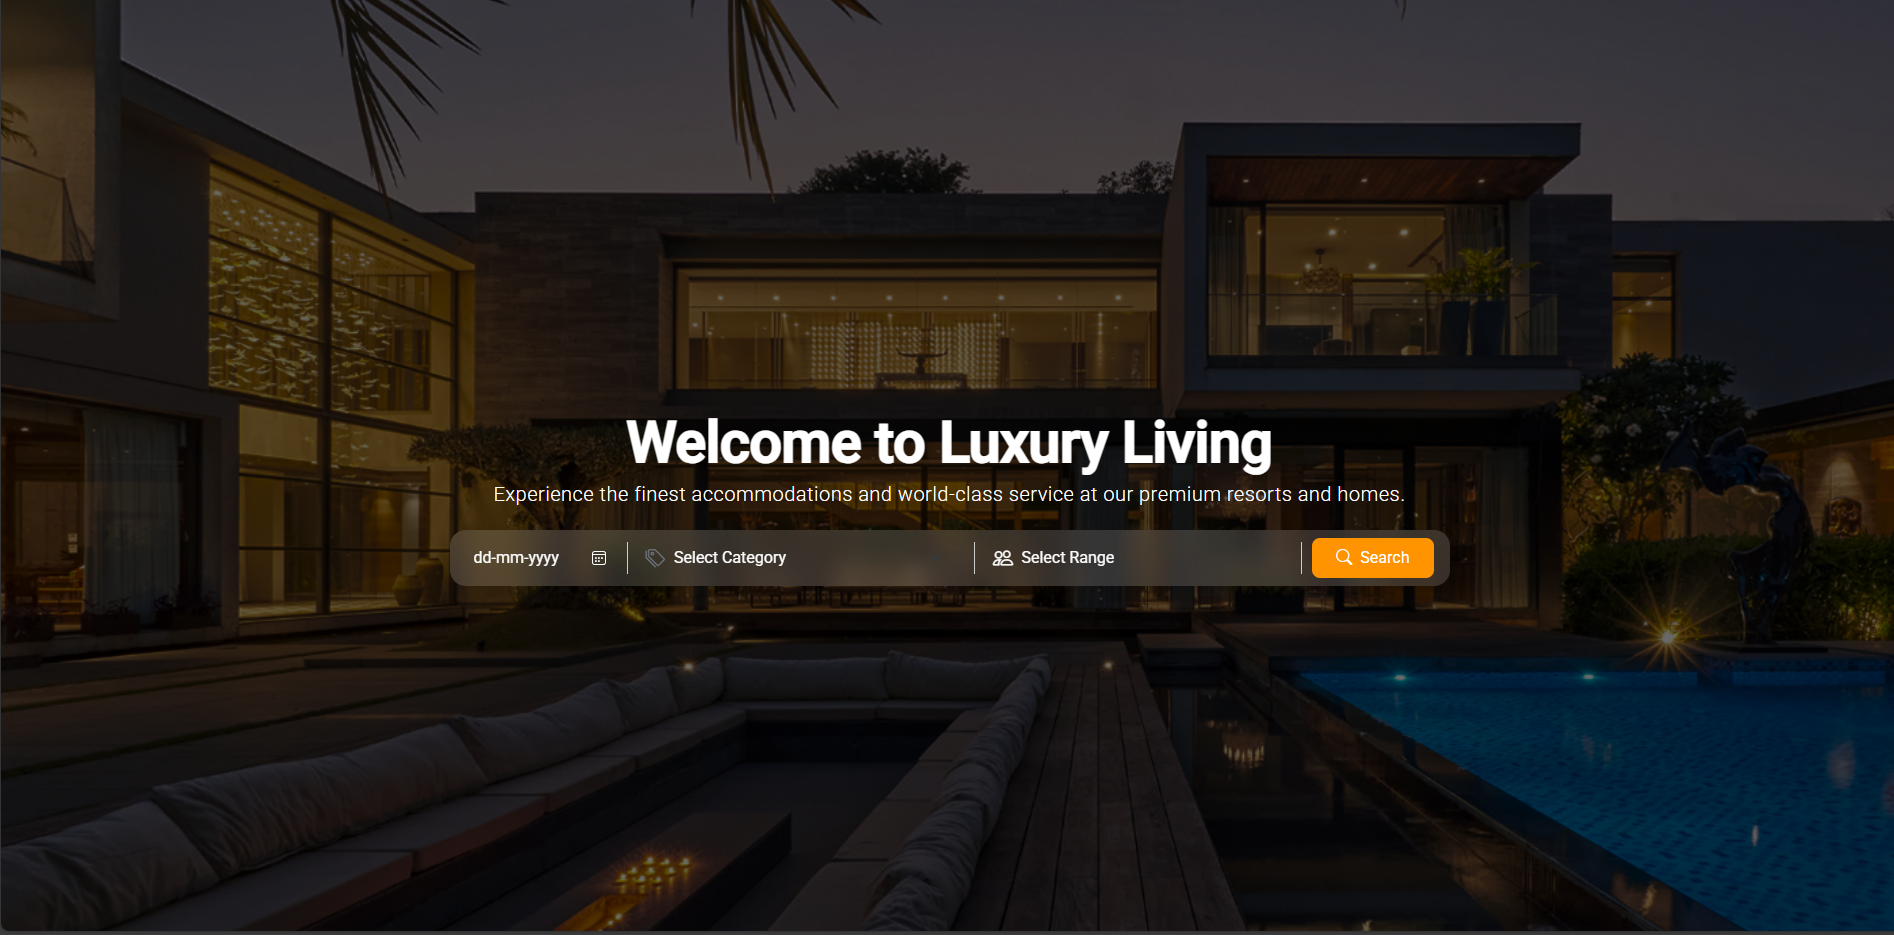 Welcome to Luxury Living
Experience the finest accommodations and world-class service at our premium resorts and homes.
dd-mm-yyyy Select Category Select Range Search